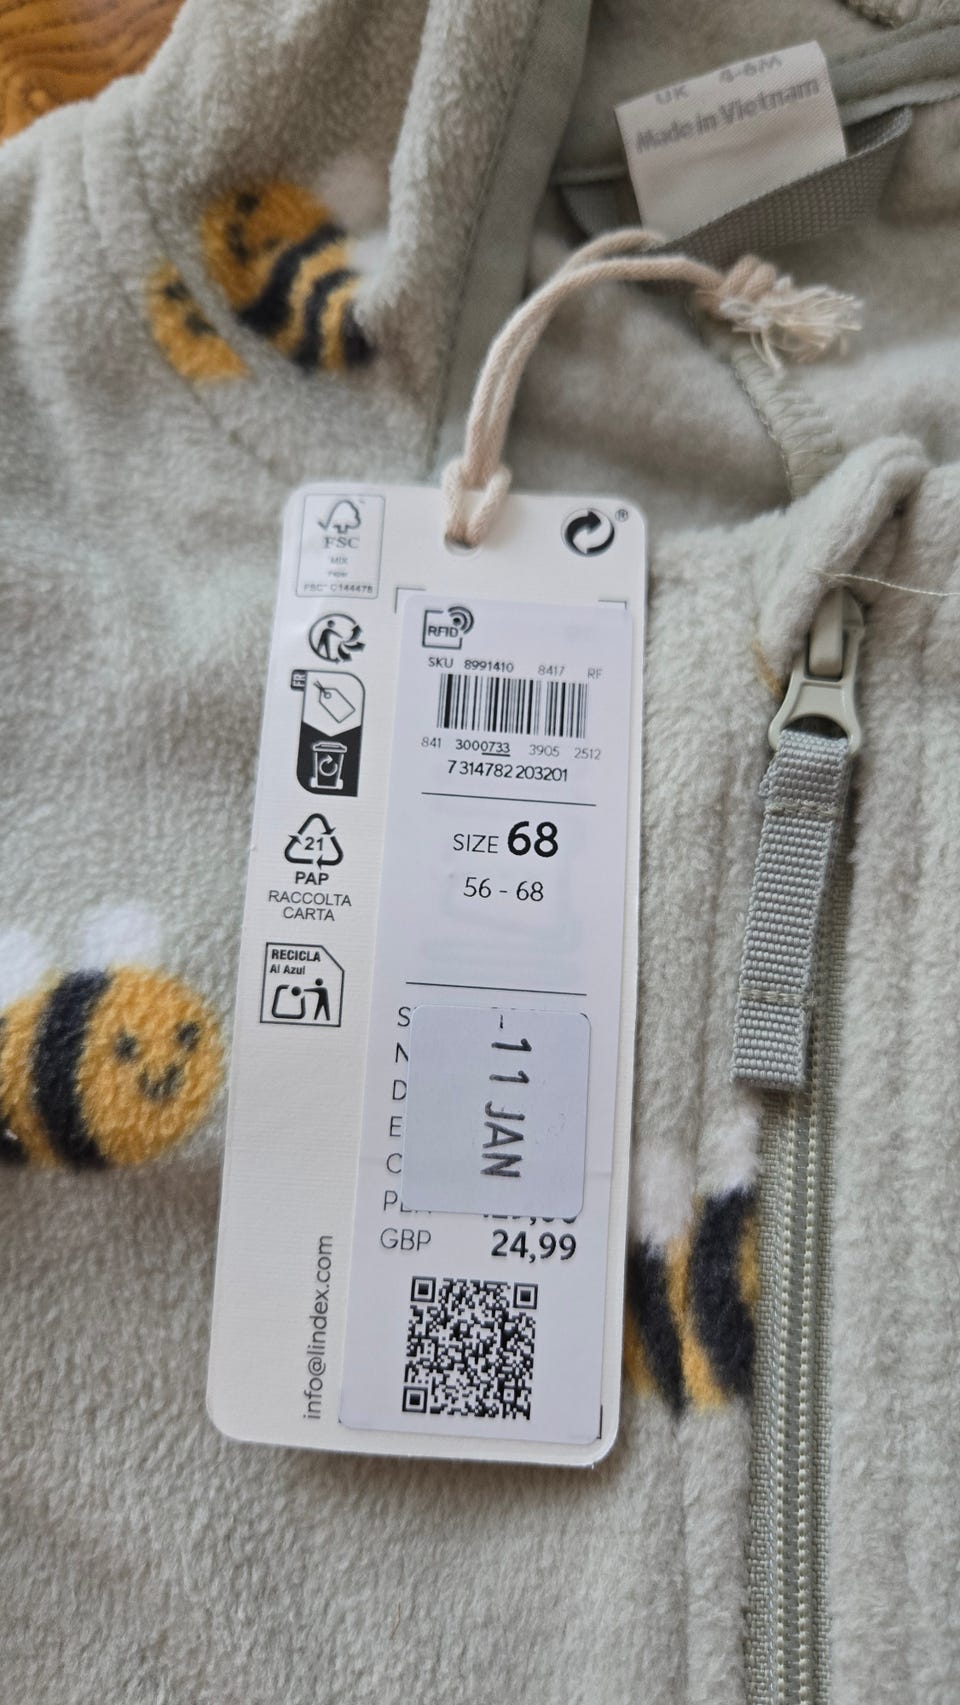 UK 4-6M
Made in Vietnam
FSC
MIX
Paper
FSC® C144478
®
RFID
SKU 8991410 8417 RF
841 3000733 3905 2512
7 314782 203201
FR
SIZE 68
56 - 68
21
PAP
RACCOLTA
CARTA
RECICLA
Al Azul
S
N
D
E
C
-11 JAN
GBP 24,99
info@lindex.com